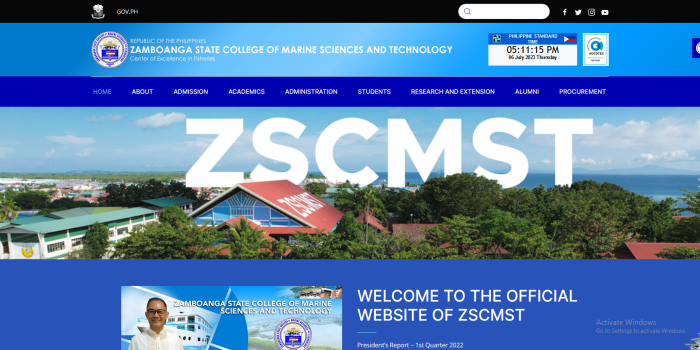 GOV.PH
REPUBLIC OF THE PHILIPPINES
ZAMBOANGA STATE COLLEGE OF MARINE SCIENCES AND TECHNOLOGY
Center of Excellence in Fisheries
PHILIPPINE STANDARD TIME
05:11:15 PM
06 July 2023 Thursday
HOME ABOUT ADMISSION ACADEMICS ADMINISTRATION STUDENTS RESEARCH AND EXTENSION ALUMNI PROCUREMENT
ZSCMST
ZSCMST
ZAMBOANGA STATE COLLEGE OF MARINE
SCIENCES AND TECHNOLOGY
WELCOME TO THE OFFICIAL
WEBSITE OF ZSCMST
President's Report – 1st Quarter 2022
Activate Windows
Go to Settings to activate Windows.